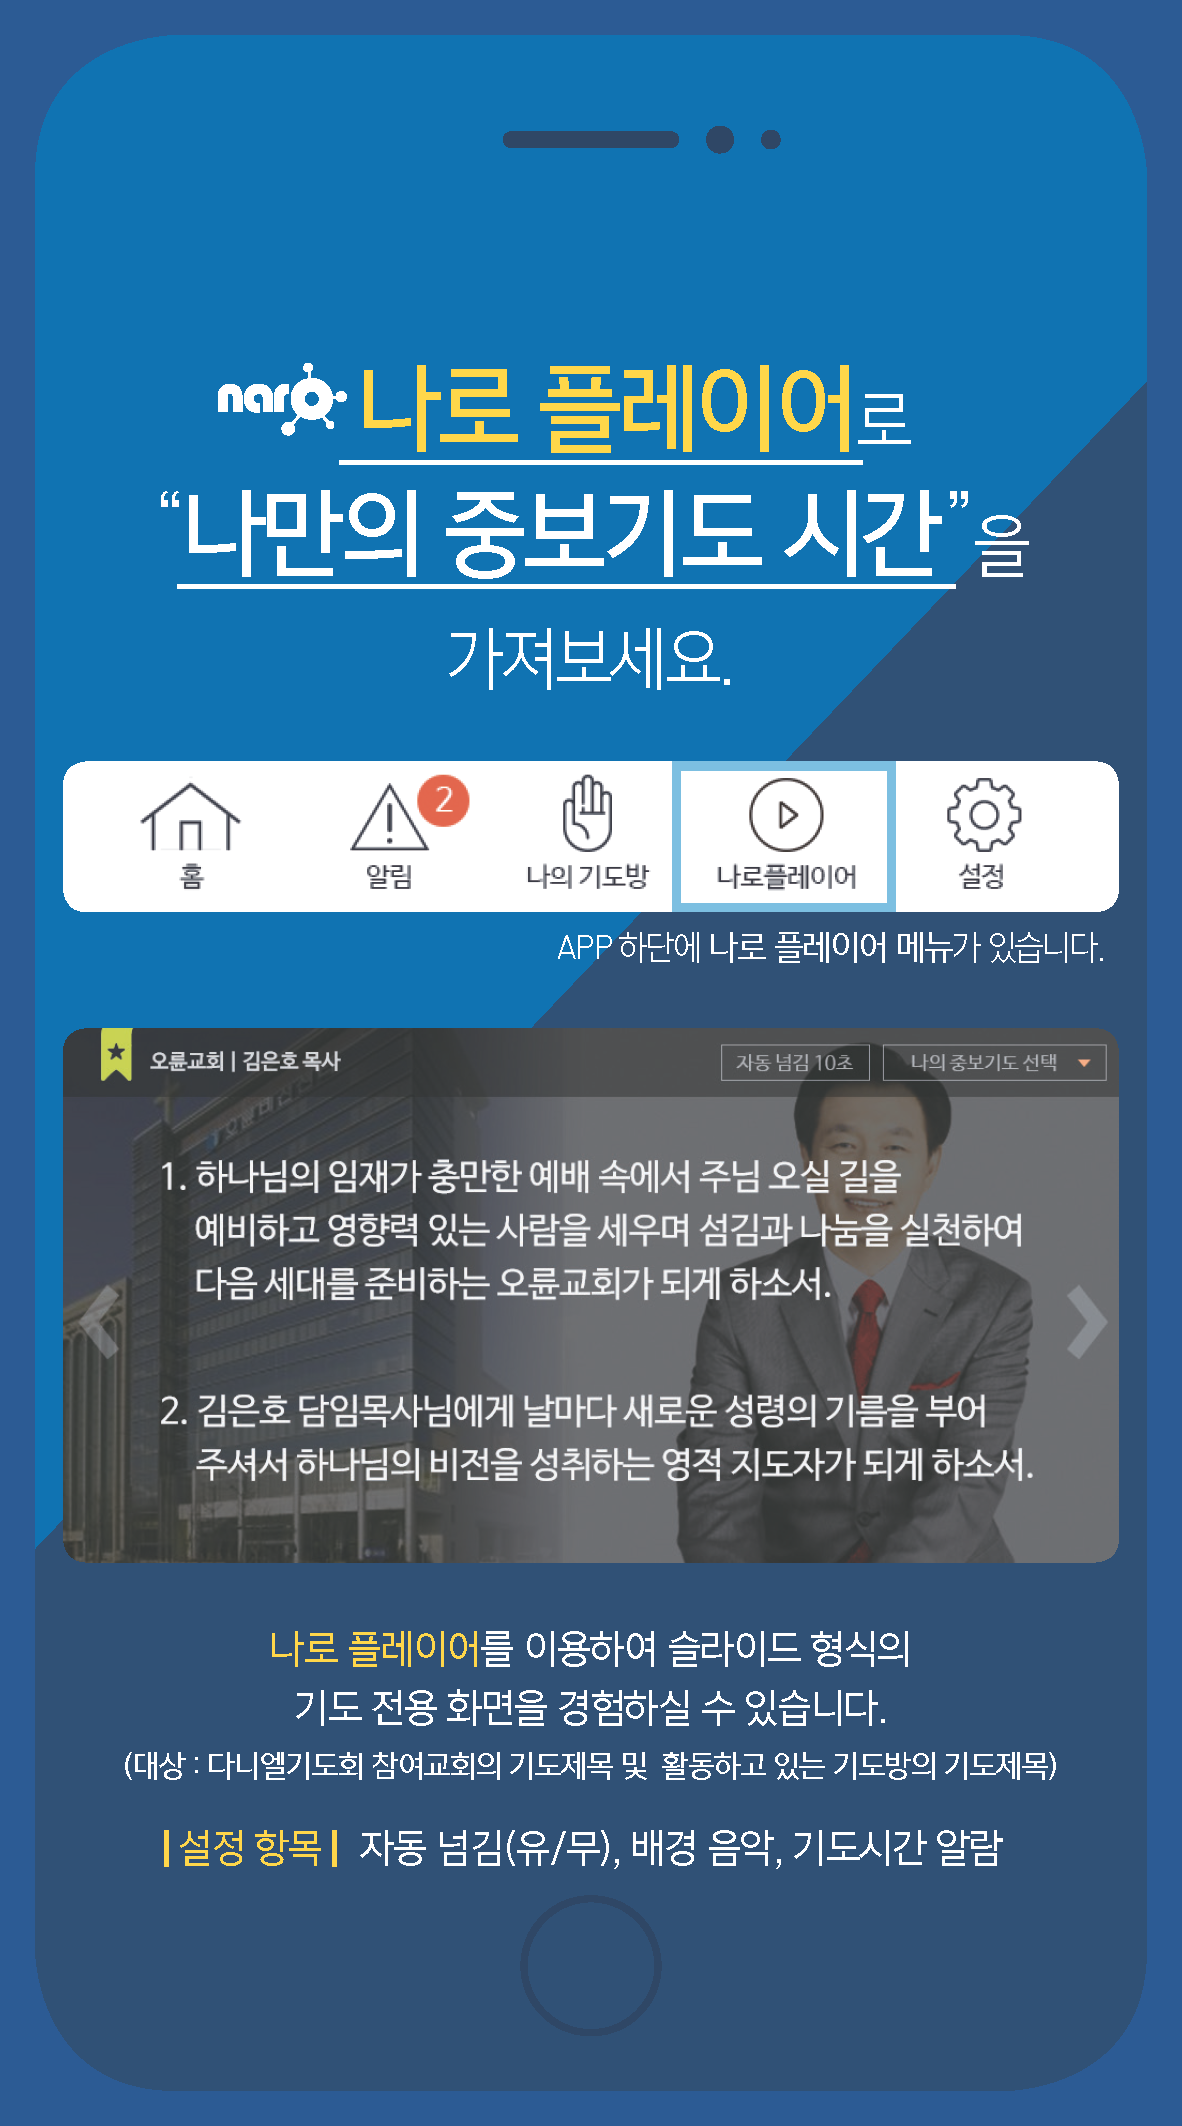 naro 나로 플레이어로
“나만의 중보기도 시간”을
가져보세요.
홈 알림 2 나의 기도방 나로플레이어 설정
APP 하단에 나로 플레이어 메뉴가 있습니다.
오륜교회 | 김은호 목사 자동 넘김 10초 나의 중보기도 선택
1. 하나님의 임재가 충만한 예배 속에서 주님 오실 길을
예비하고 영향력 있는 사람을 세우며 섬김과 나눔을 실천하여
다음 세대를 준비하는 오륜교회가 되게 하소서.
2. 김은호 담임목사님에게 날마다 새로운 성령의 기름을 부어
주셔서 하나님의 비전을 성취하는 영적 지도자가 되게 하소서.
나로 플레이어를 이용하여 슬라이드 형식의
기도 전용 화면을 경험하실 수 있습니다.
(대상 : 다니엘기도회 참여교회의 기도제목 및 활동하고 있는 기도방의 기도제목)
| 설정 항목 | 자동 넘김(유/무), 배경 음악, 기도시간 알람